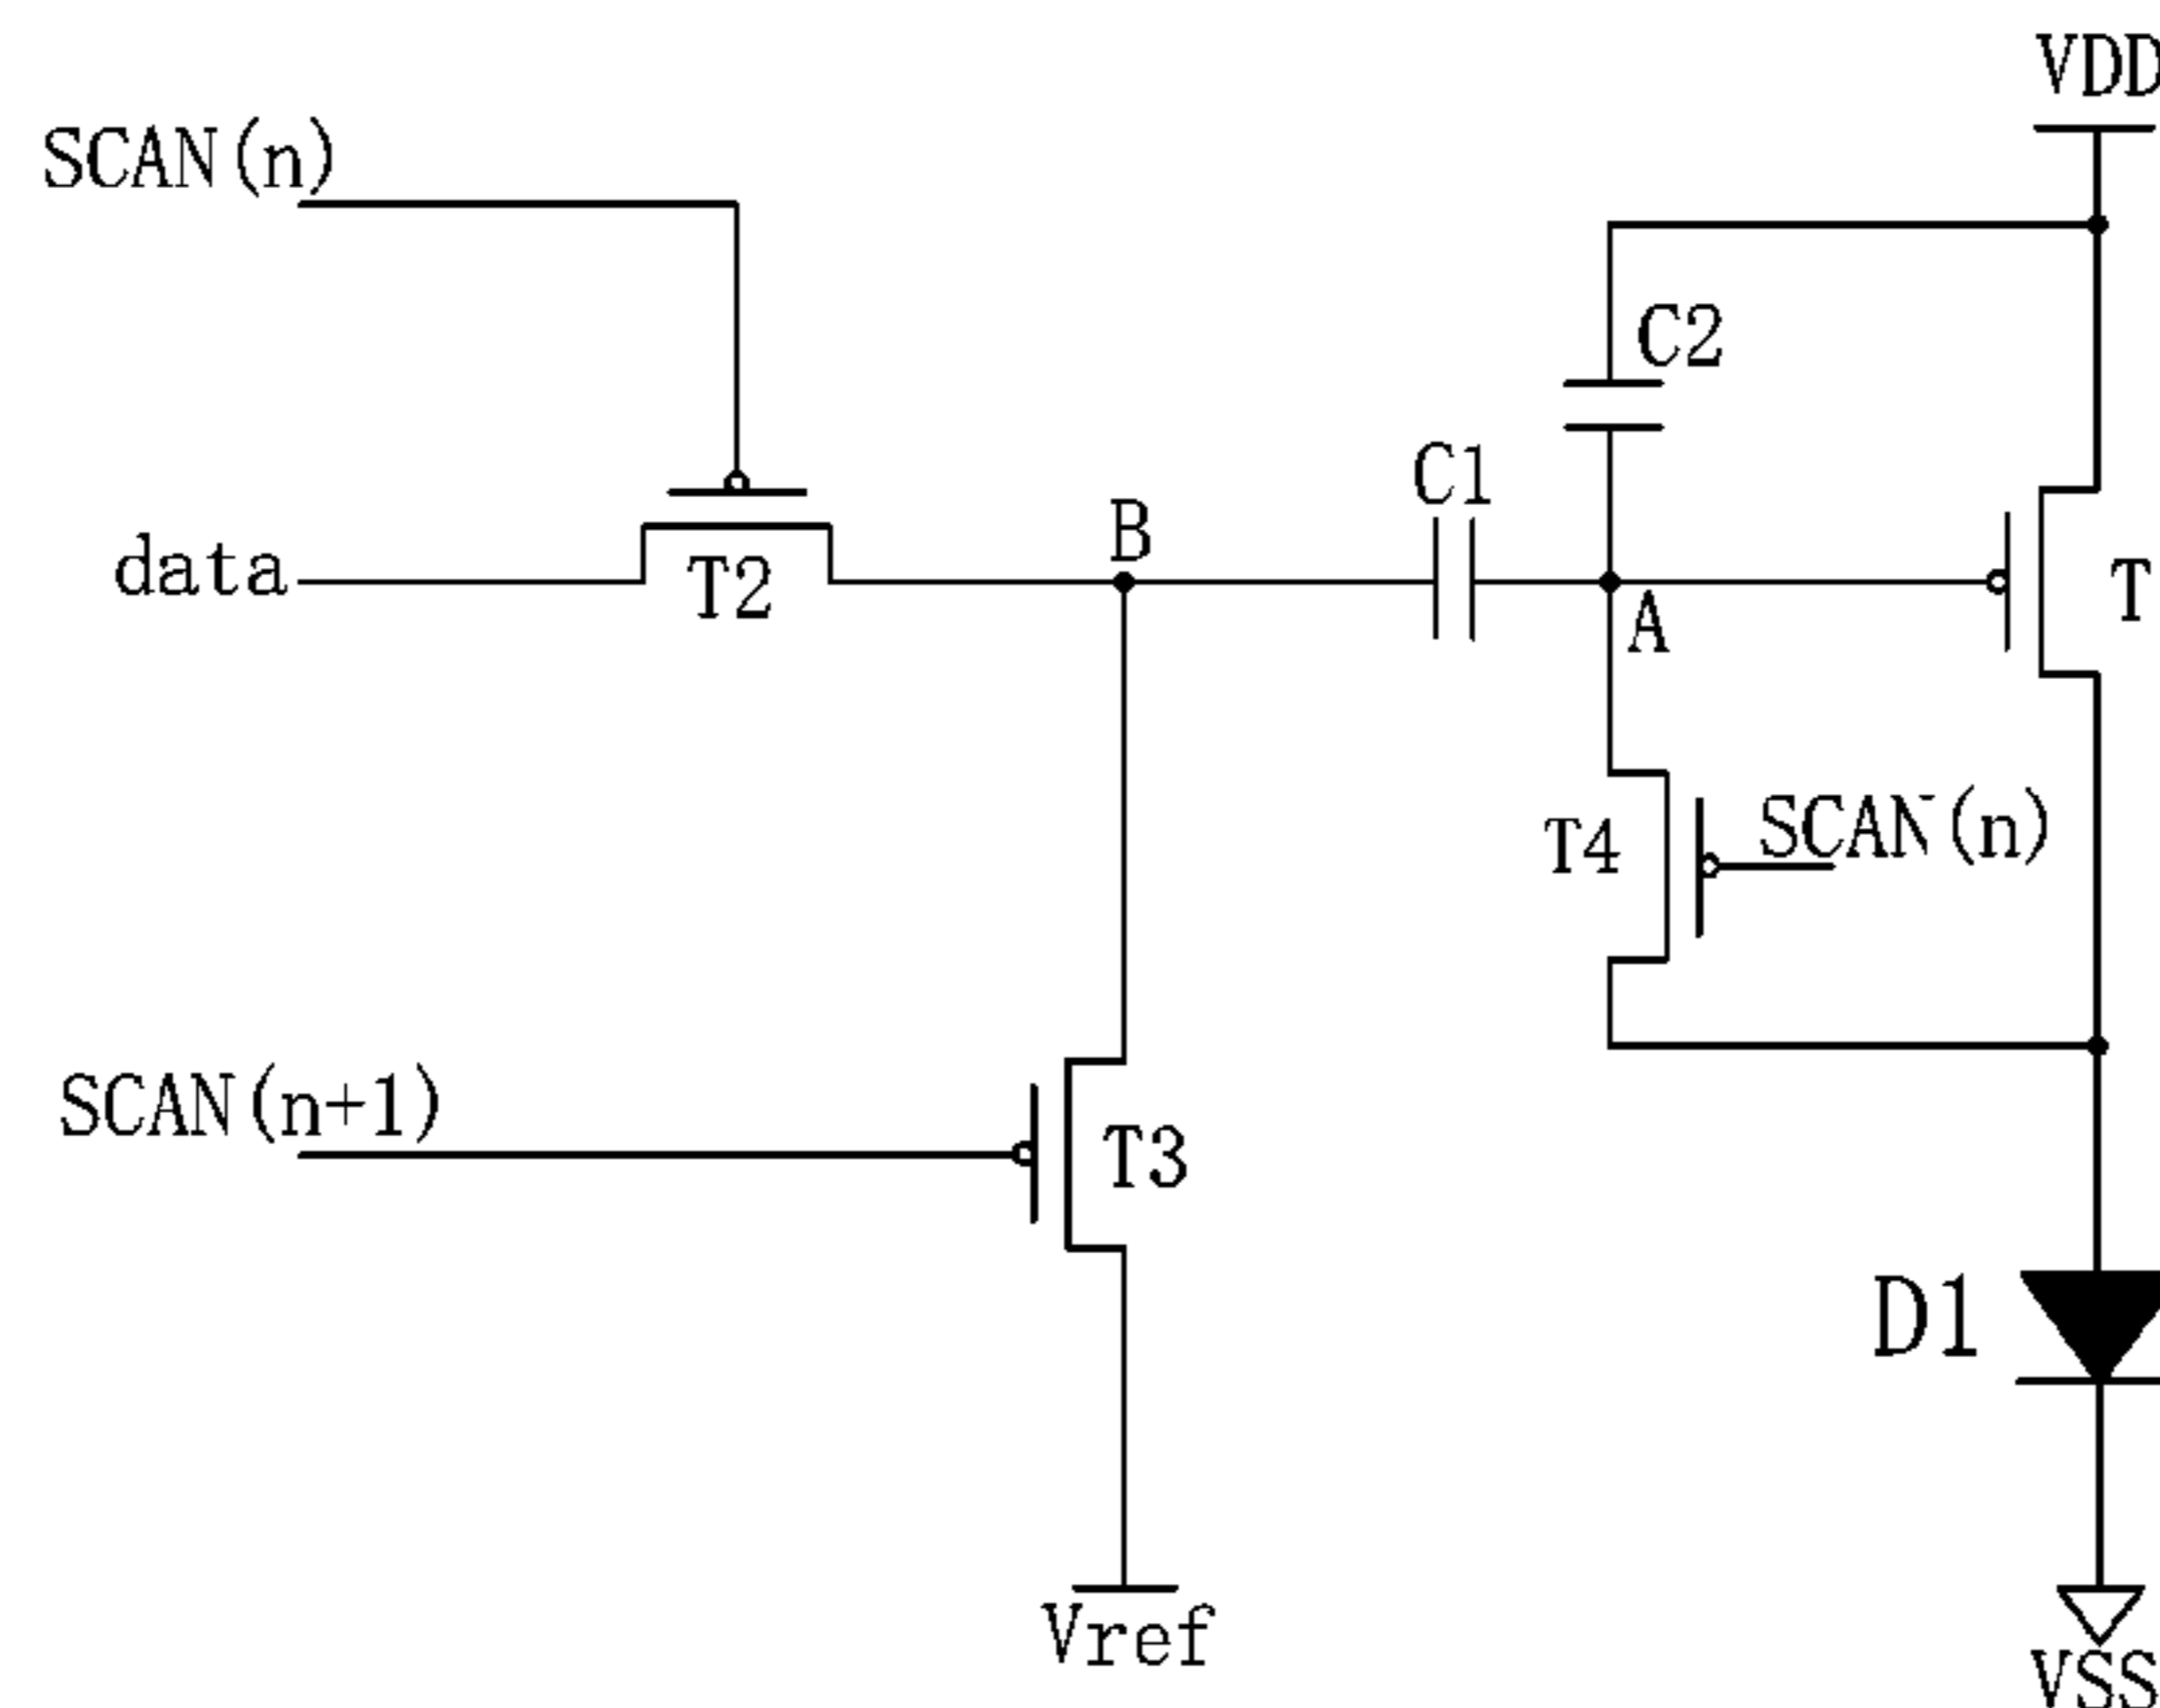 VDD
SCAN(n)
C2
C1
B
data
T2
T
A
SCAN(n)
T4
SCAN(n+1)
T3
D1
Vref
VSS